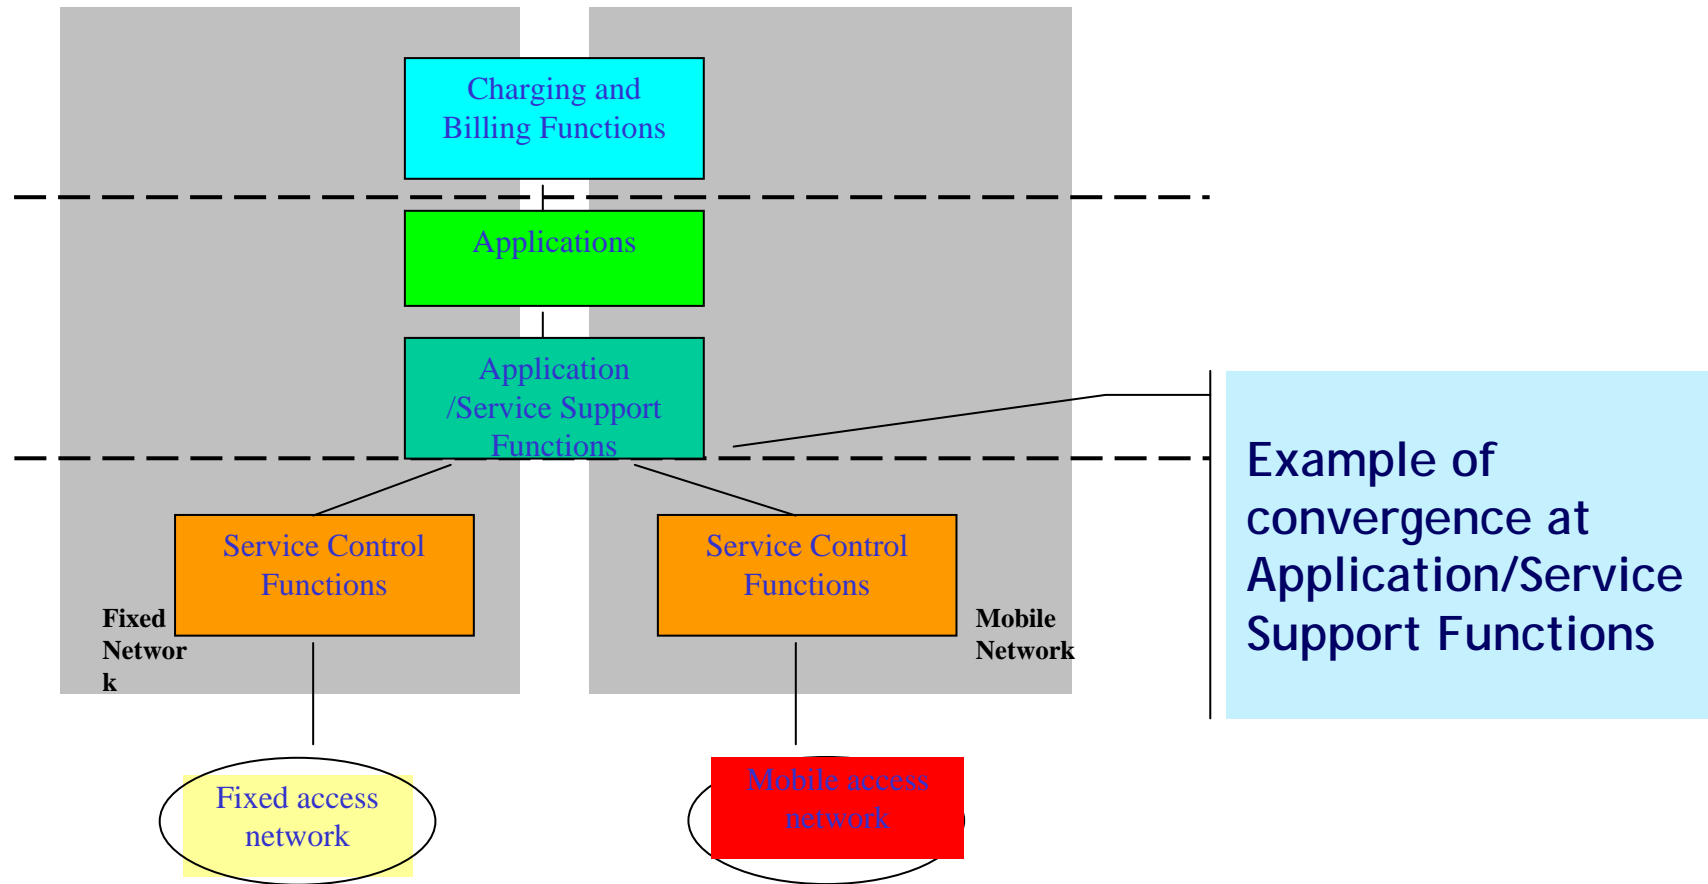 Charging and
Billing Functions
Applications
Application
/Service Support
Functions
Example of
convergence at
Application/Service
Support Functions
Service Control
Functions
Service Control
Functions
Fixed
Networ
k
Mobile
Network
Fixed access
network
Mobile access
network